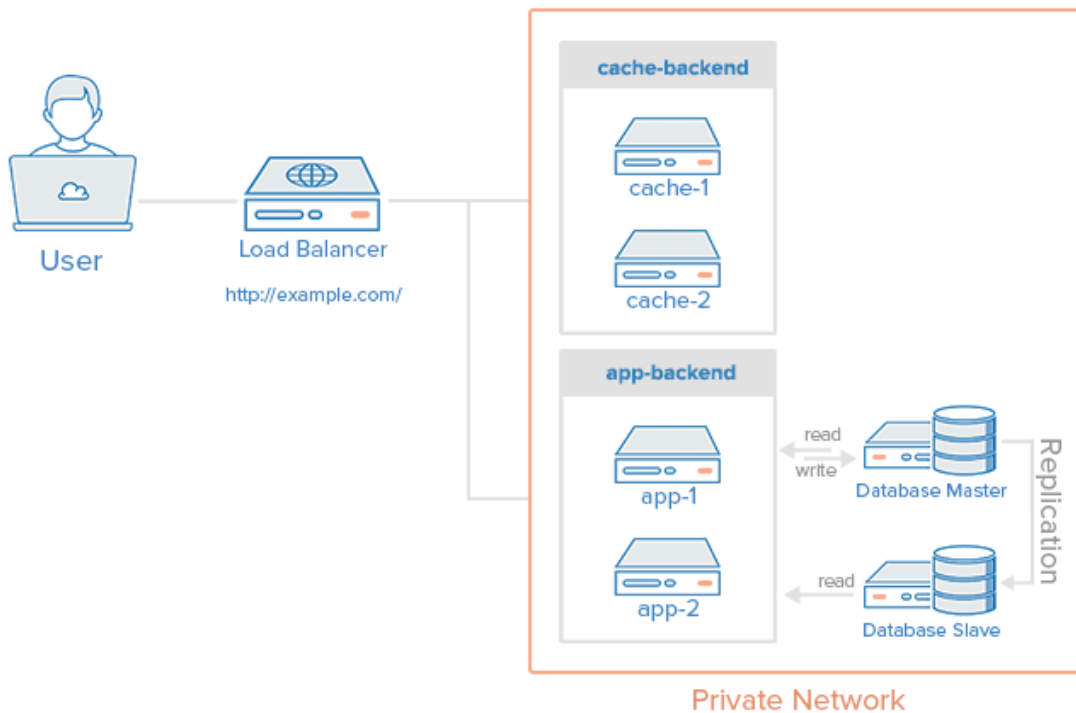 User
Load Balancer
http://example.com/
cache-backend
cache-1
cache-2
app-backend
app-1
app-2
read
write
Database Master
Replication
read
Database Slave
Private Network